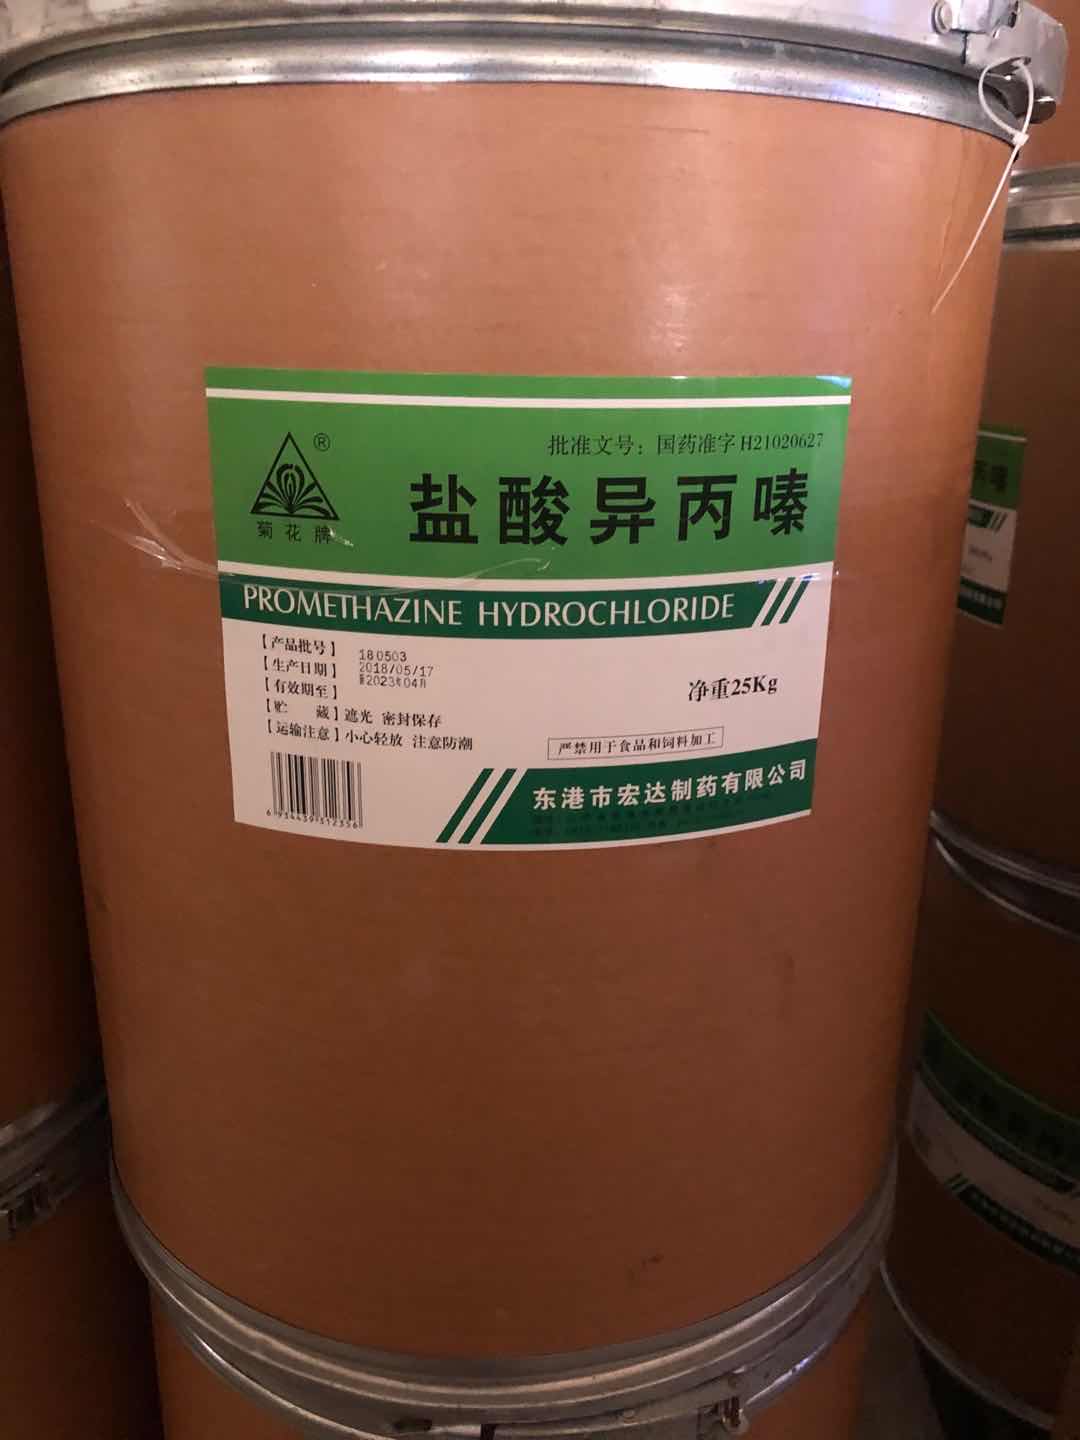 ®
菊花牌
批准文号：国药准字H21020627
盐酸异丙嗪
PROMETHAZINE HYDROCHLORIDE
【产品批号】 180503
【生产日期】 2018/05/17
【有效期至】 至2023年04月
【贮 藏】遮光 密封保存
【运输注意】小心轻放 注意防潮
净重25Kg
严禁用于食品和饲料加工
6 934439 312356
东港市宏达制药有限公司